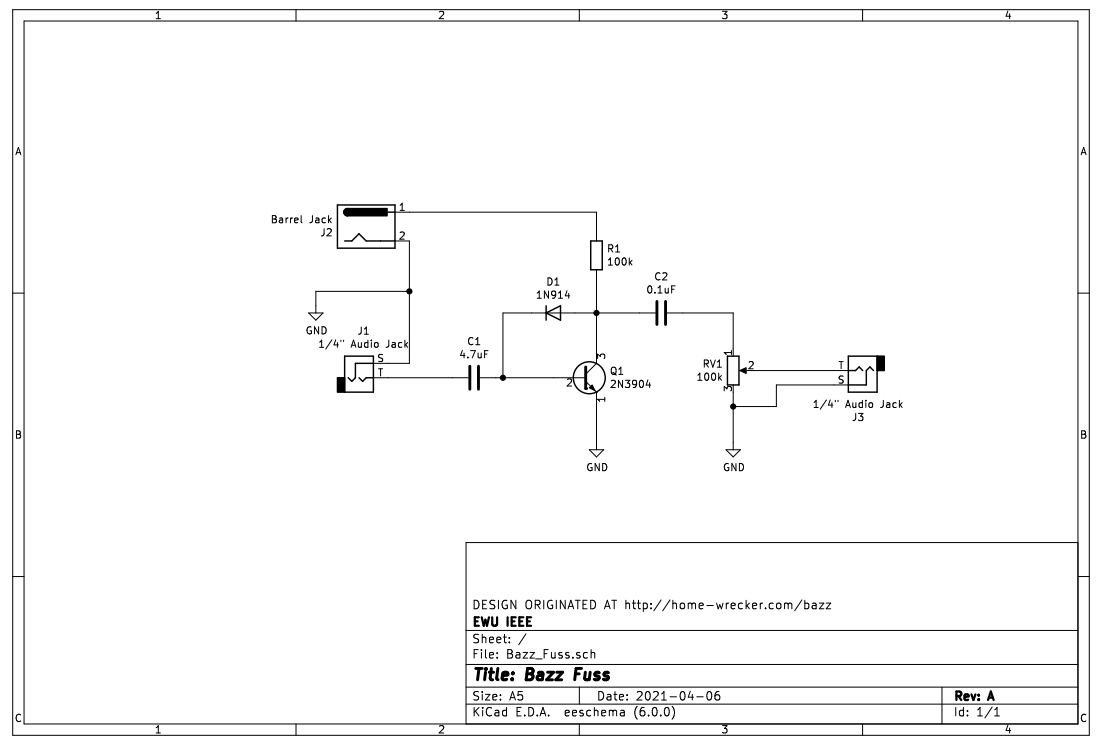 1 2 3 4
A A
1
Barrel Jack
J2
2
R1
100k
C2
0.1uF
D1
1N914
GND
J1
1/4" Audio Jack
S
T
C1
4.7uF
3
Q1
2N3904
2
1
1
RV1
100k
2
3
T
S
1/4" Audio Jack
J3
B B
GND
GND
DESIGN ORIGINATED AT http://home-wrecker.com/bazz
EWU IEEE
Sheet: /
File: Bazz_Fuss.sch
Title: Bazz Fuss
Size: A5 Date: 2021-04-06 Rev: A
KiCad E.D.A. eeschema (6.0.0) Id: 1/1
C C
1 2 3 4